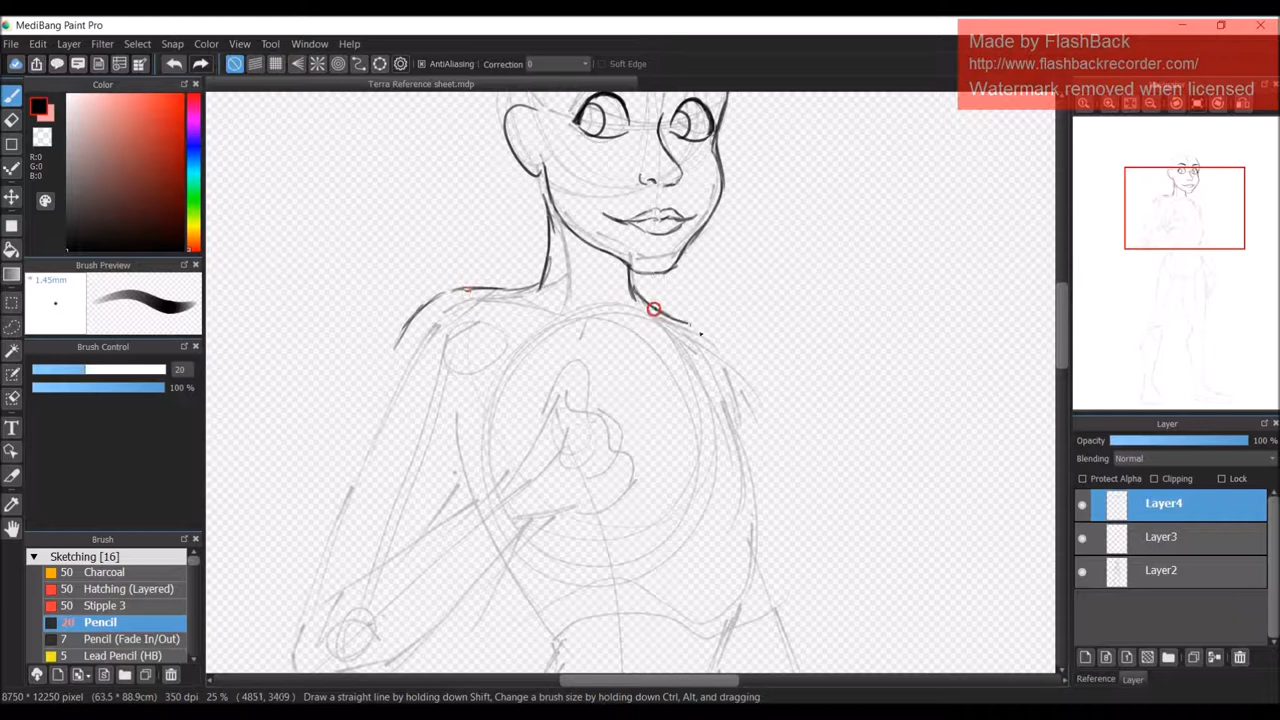 MediBang Paint Pro
Made by FlashBack
http://www.flashbackrecorder.com/
Watermark removed when licensed
File Edit Layer Filter Select Snap Color View Tool Window Help
AntiAliasing Correction 0 Soft Edge
Color
Terra Reference sheet.mdp
R:0
G:0
B:0
Brush Preview
* 1.45mm
Brush Control
20
100 %
Brush
Sketching [16]
50 Charcoal
50 Hatching (Layered)
50 Stipple 3
20 Pencil
7 Pencil (Fade In/Out)
5 Lead Pencil (HB)
Layer
Opacity 100 %
Blending Normal
Protect Alpha Clipping Lock
Layer4
Layer3
Layer2
Reference Layer
8750 * 12250 pixel (63.5 * 88.9cm) 350 dpi 25 % (4851, 3409) Draw a straight line by holding down Shift, Change a brush size by holding down Ctrl, Alt, and dragging